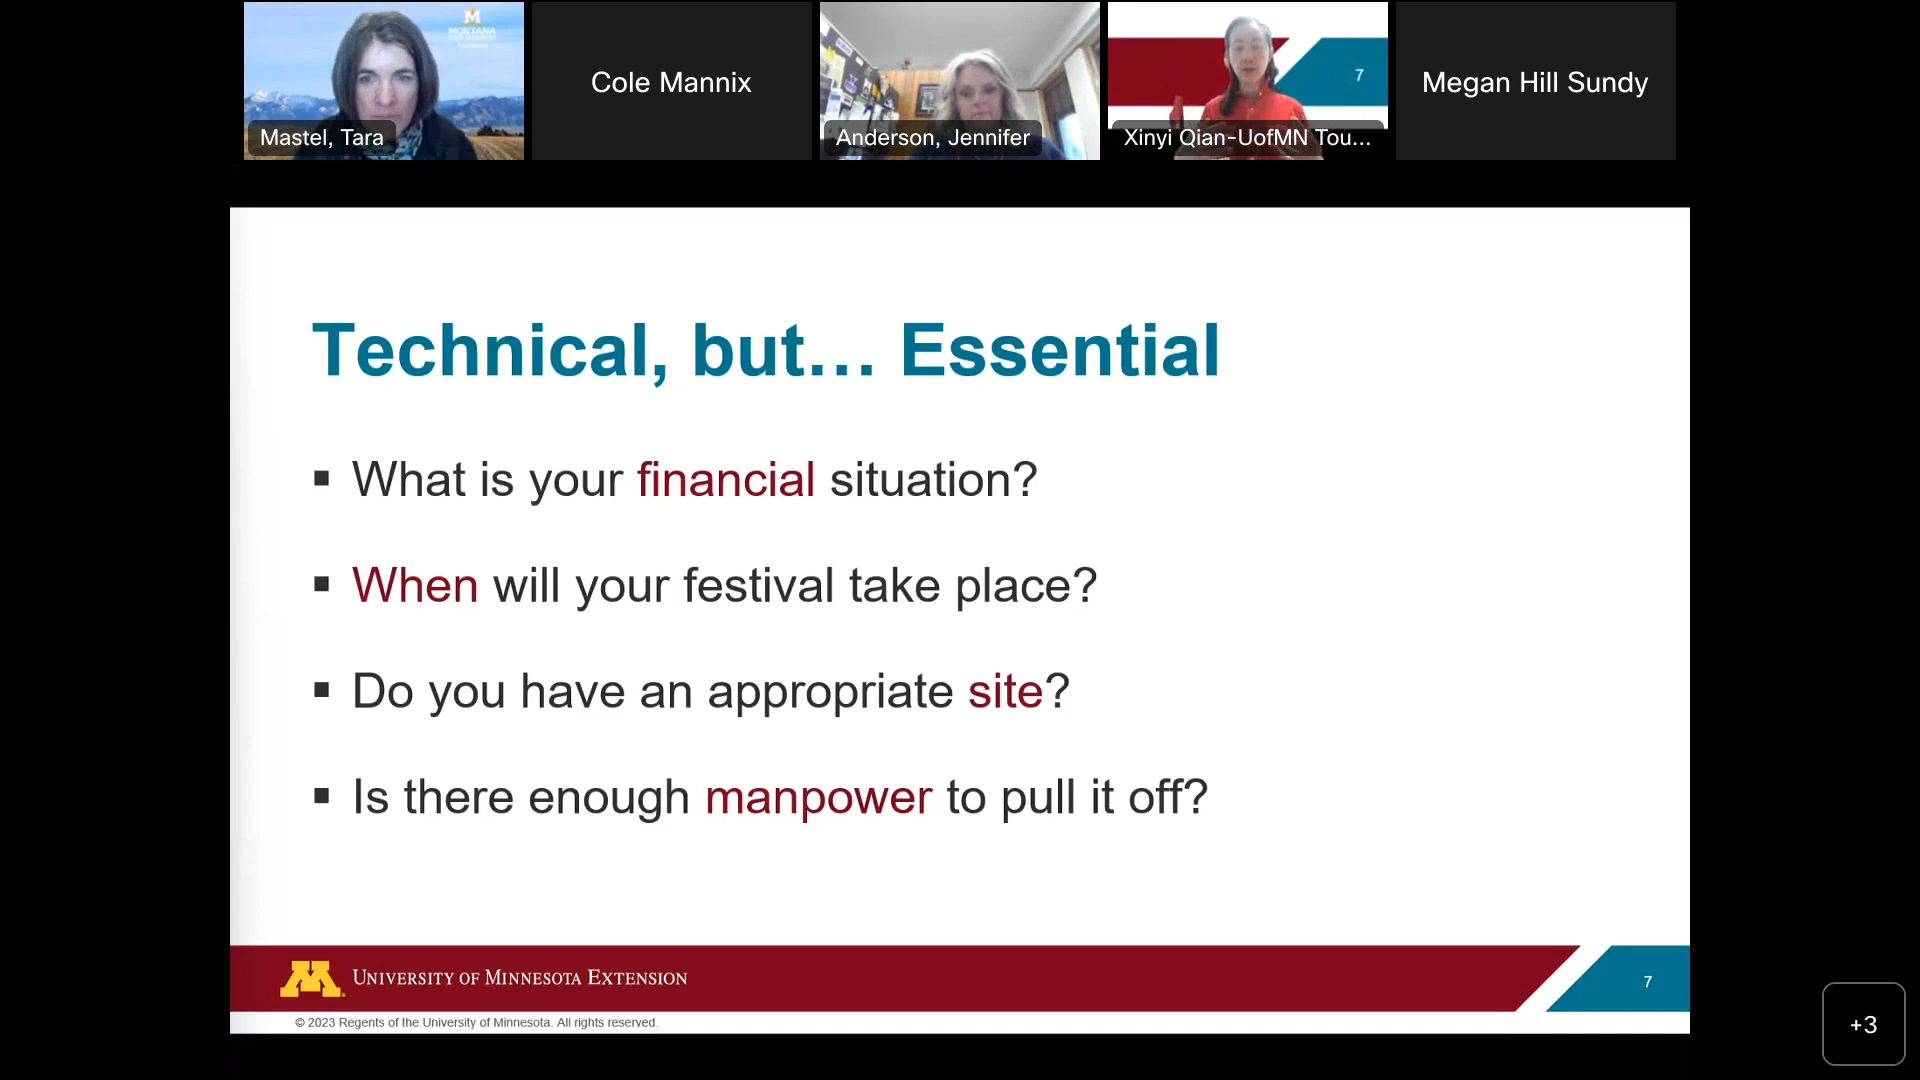 M
MONTANA
Mastel, Tara
Cole Mannix
Anderson, Jennifer
7
Xinyi Qian-UofMN Tou...
Megan Hill Sundy
Technical, but… Essential
▪ What is your financial situation?
▪ When will your festival take place?
▪ Do you have an appropriate site?
▪ Is there enough manpower to pull it off?
M UNIVERSITY OF MINNESOTA EXTENSION
7
© 2023 Regents of the University of Minnesota. All rights reserved.
+3